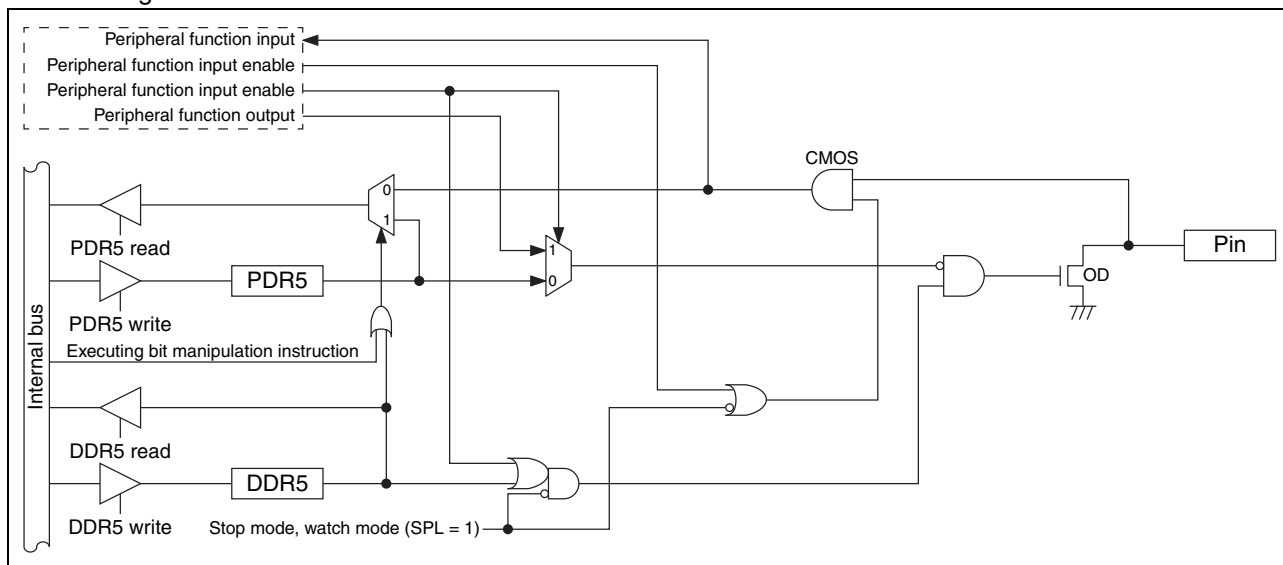 Peripheral function input
Peripheral function input enable
Peripheral function input enable
Peripheral function output
CMOS
0
1
PDR5 read
1
Pin
PDR5
0
OD
PDR5 write
Executing bit manipulation instruction
Internal bus
DDR5 read
DDR5
DDR5 write
Stop mode, watch mode (SPL = 1)